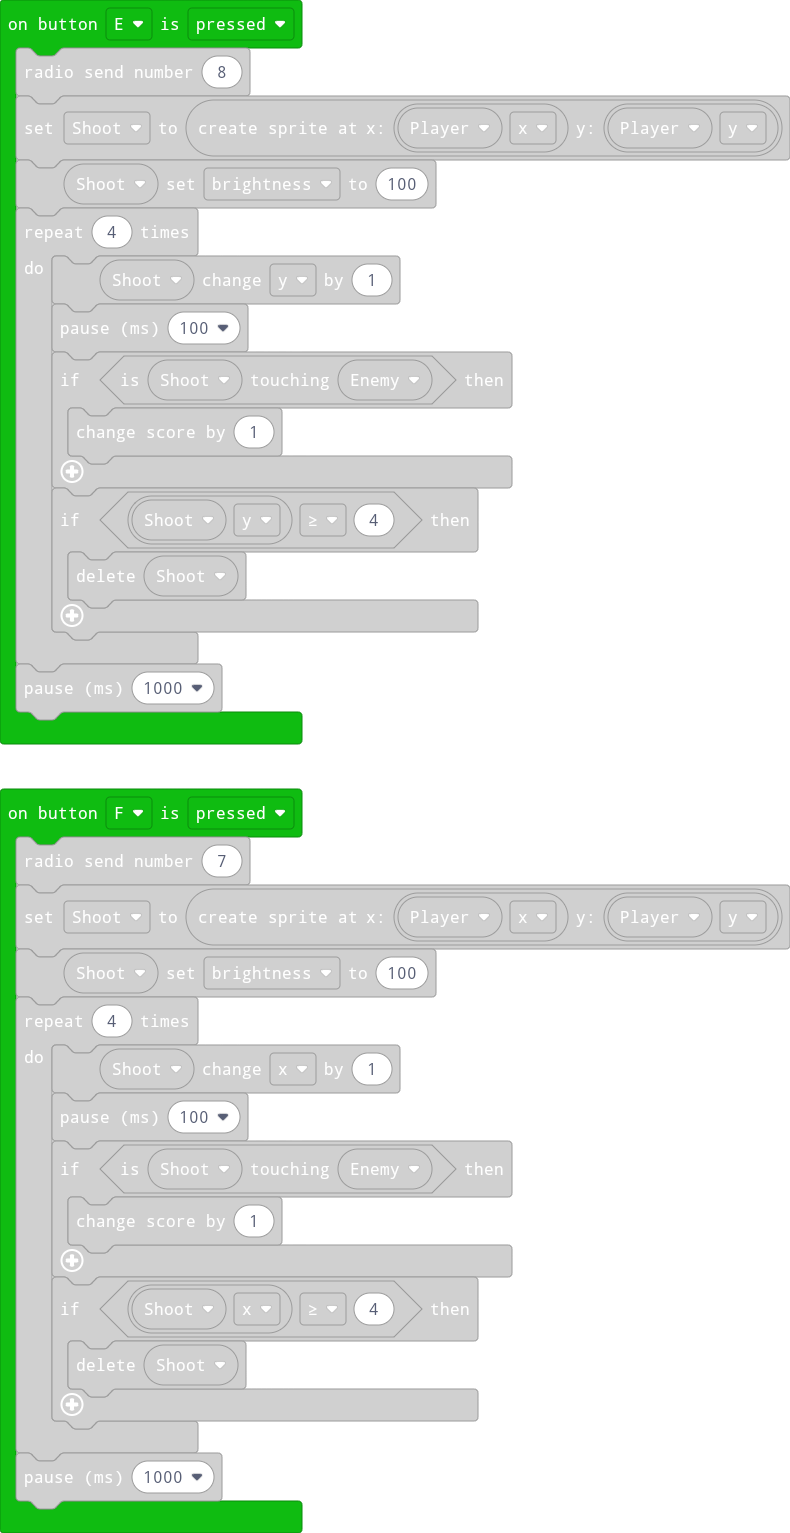 on button E is pressed
radio send number 8
set Shoot to create sprite at x: Player x y: Player y
Shoot set brightness to 100
repeat 4 times
do
Shoot change y by 1
pause (ms) 100
if is Shoot touching Enemy then
change score by 1
if Shoot y ≥ 4 then
delete Shoot
pause (ms) 1000
on button F is pressed
radio send number 7
set Shoot to create sprite at x: Player x y: Player y
Shoot set brightness to 100
repeat 4 times
do
Shoot change x by 1
pause (ms) 100
if is Shoot touching Enemy then
change score by 1
if Shoot x ≥ 4 then
delete Shoot
pause (ms) 1000